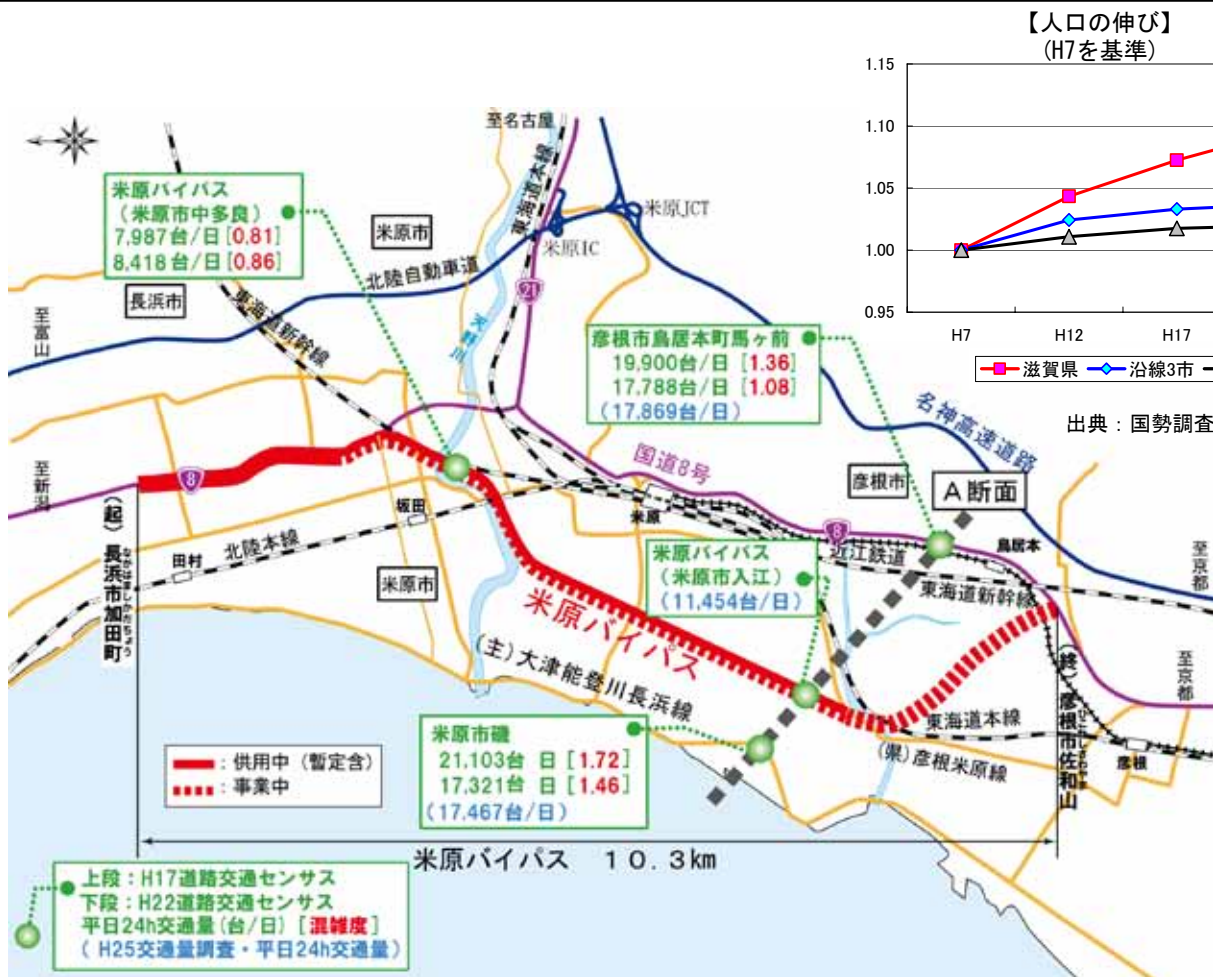 【人口の伸び】
(H7を基準)
1.15
1.10
1.05
1.00
0.95
H7
H12
H17
滋賀県
沿線3市
出典：国勢調査
至名古屋
東海道本線
米原バイパス
（米原市中多良）
7,987台/日[0.81]
8,418台/日[0.86]
米原市
米原JCT
米原IC
北陸自動車道
長浜市
東海道新幹線
21
天野川
至富山
彦根市鳥居本町馬ヶ前
19,900台/日 [1.36]
17,788台/日 [1.08]
(17,869台/日)
名神高速道路
国道8号
彦根市
A断面
至新潟
8
坂田
米原
8
鳥居本
近江鉄道
北陸本線
田村
米原バイパス
（米原市入江）
(11,454台/日)
東海道新幹線
至京都
（起）長浜市加田町
ながはましかたちょう
米原市
米原バイパス
(主)大津能登川長浜線
至京都
（終）彦根市佐和山
東海道本線
(県)彦根米原線
彦根
米原市磯
21,103台 日 [1.72]
17,321台 日 [1.46]
(17,467台/日)
：供用中（暫定含）
：事業中
米原バイパス　１０.３km
上段：H17道路交通センサス
下段：H22道路交通センサス
平日24h交通量(台/日) [混雑度]
( H25交通量調査・平日24h交通量)